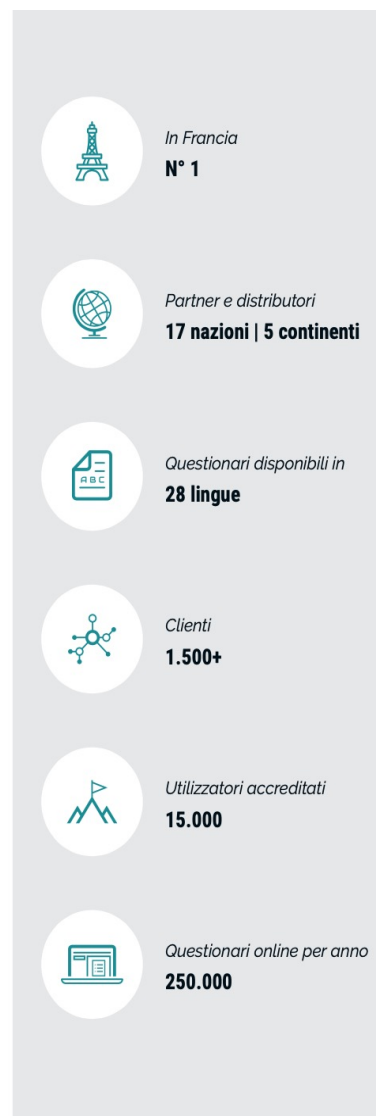 In Francia
N° 1
Partner e distributori
17 nazioni | 5 continenti
ABC
Questionari disponibili in
28 lingue
Clienti
1.500+
Utilizzatori accreditati
15.000
Questionari online per anno
250.000